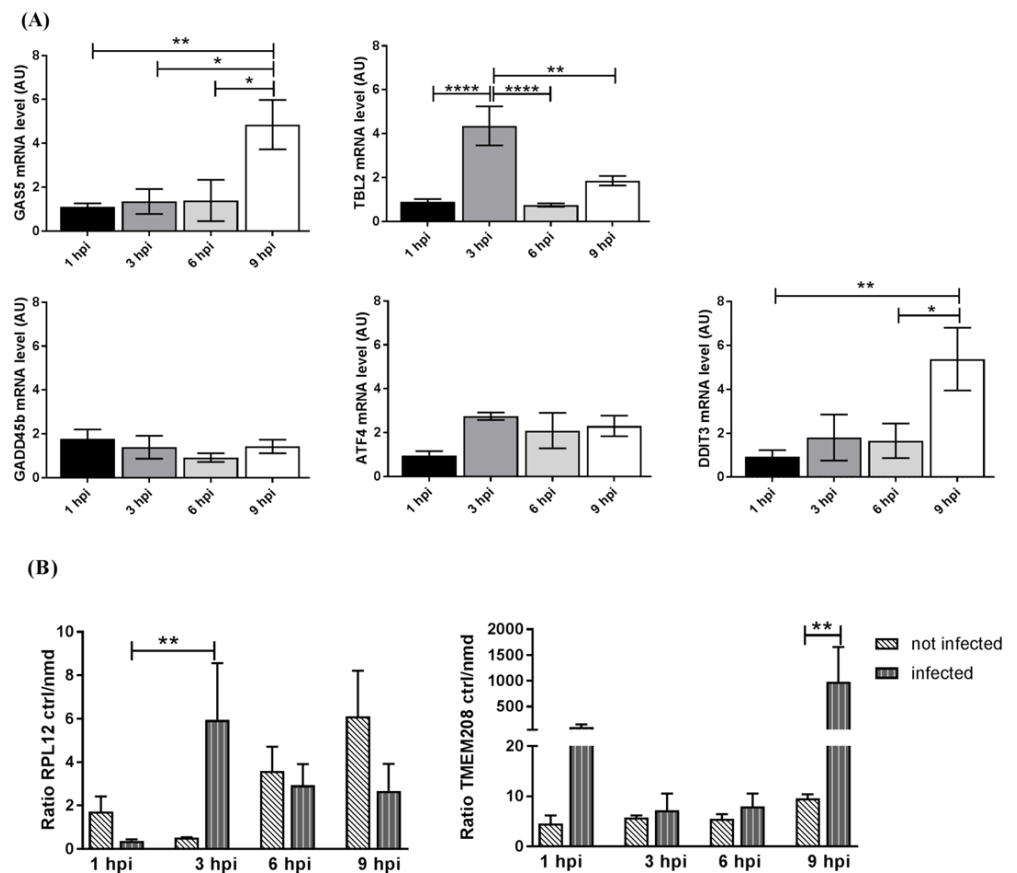 (A)
GAS5 mRNA level (AU)
8
6
4
2
0
**
*
*
1 hpi
3 hpi
6 hpi
9 hpi
TBL2 mRNA level (AU)
8
6
4
2
0
**
****
****
1 hpi
3 hpi
6 hpi
9 hpi
GADD45b mRNA level (AU)
8
6
4
2
0
1 hpi
3 hpi
6 hpi
9 hpi
ATF4 mRNA level (AU)
8
6
4
2
0
1 hpi
3 hpi
6 hpi
9 hpi
DDIT3 mRNA level (AU)
8
6
4
2
0
**
*
1 hpi
3 hpi
6 hpi
9 hpi
(B)
Ratio RPL12 ctrl/nmd
10
8
6
4
2
0
**
1 hpi
3 hpi
6 hpi
9 hpi
Ratio TMEM208 ctrl/nmd
2000
1500
1000
500
20
10
0
**
1 hpi
3 hpi
6 hpi
9 hpi
not infected
infected